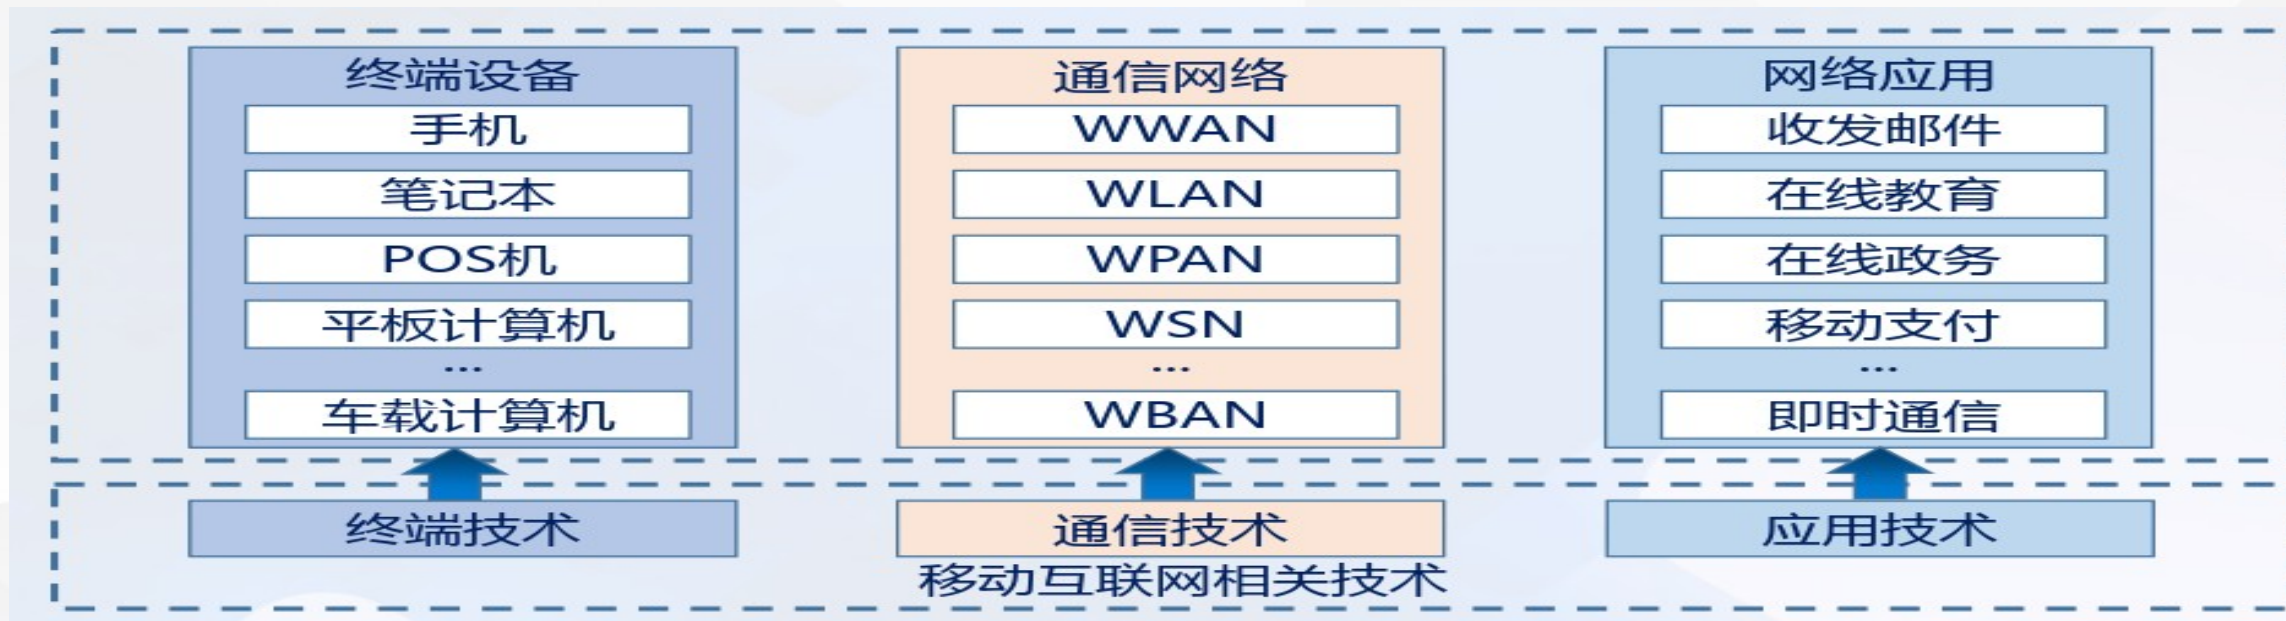 终端设备
手机
笔记本
POS机
平板计算机
...
车载计算机
通信网络
WWAN
WLAN
WPAN
WSN
...
WBAN
网络应用
收发邮件
在线教育
在线政务
移动支付
...
即时通信
终端技术
通信技术
应用技术
移动互联网相关技术